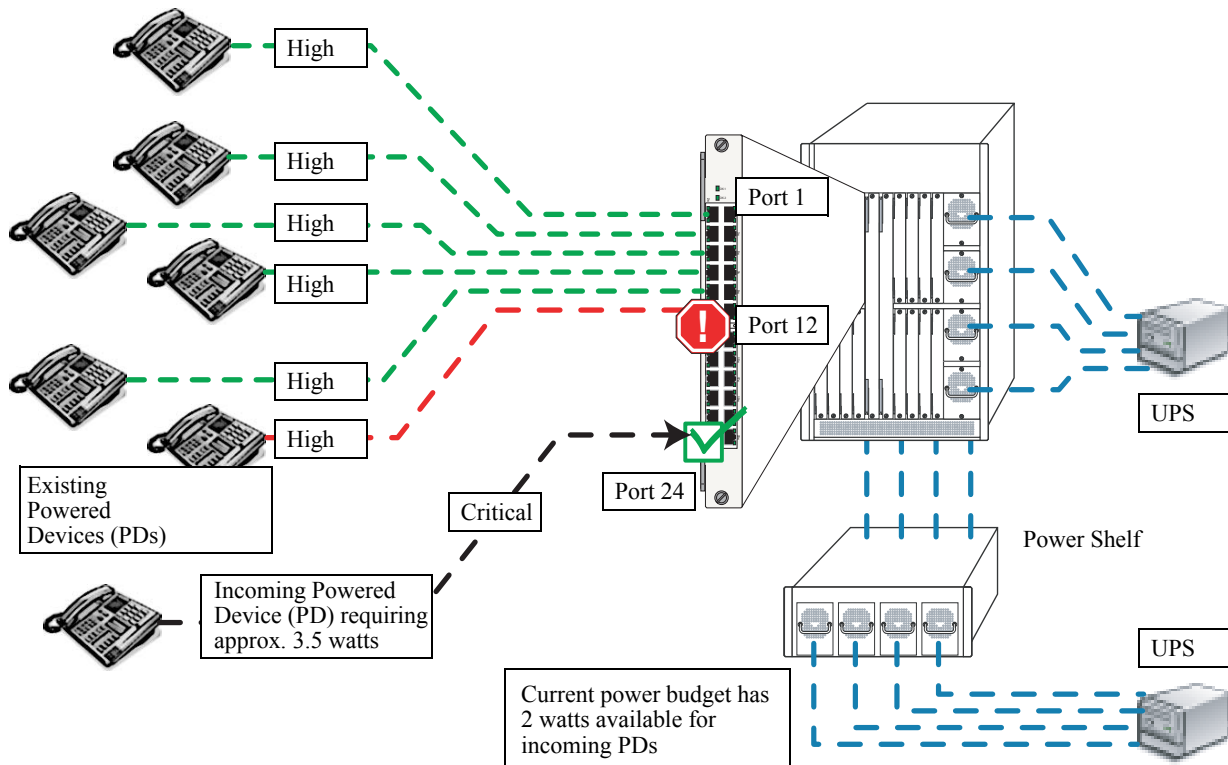 High
High
High
High
High
High
Port 1
Port 12
Port 24
UPS
Existing
Powered
Devices (PDs)
Critical
Incoming Powered
Device (PD) requiring
approx. 3.5 watts
Power Shelf
Current power budget has
2 watts available for
incoming PDs
UPS